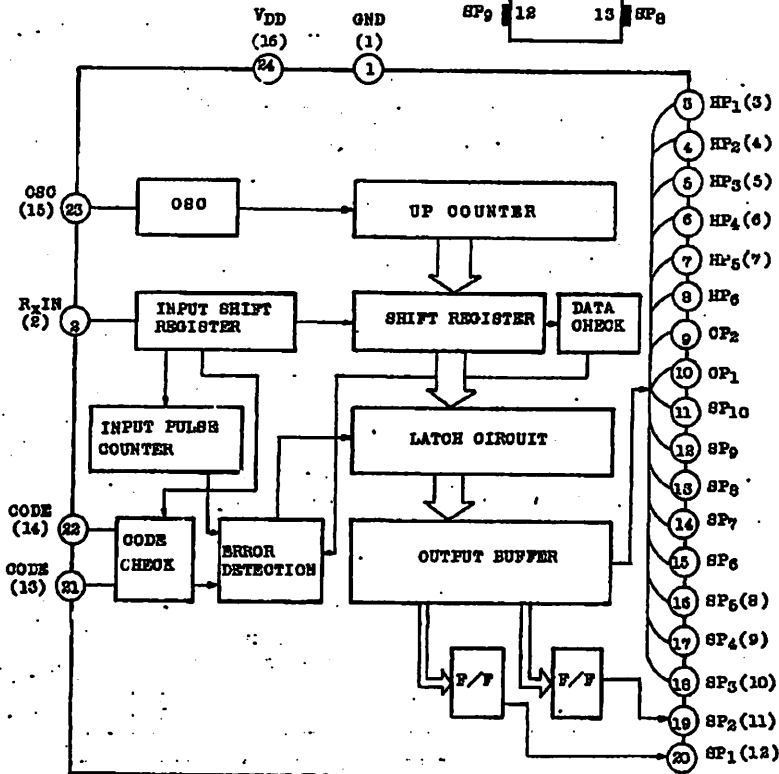 SP9 12 13 SP8
VDD GND
(16) (1)
24 1
3 HP1(3)
4 HP2(4)
5 HP3(5)
6 HP4(6)
7 HP5(7)
8 HP6
9 CP2
10 CP1
11 SP10
12 SP9
13 SP8
14 SP7
15 SP6
16 SP5(8)
17 SP4(9)
18 SP3(10)
19 SP2(11)
20 SP1(12)
OSC
(15) 23
OSC
UP COUNTER
RXIN
(2) 2
INPUT SHIFT
REGISTER
SHIFT REGISTER
DATA
CHECK
INPUT PULSE
COUNTER
LATCH CIRCUIT
CODE
(14) 22
CODE
(13) 21
CODE
CHECK
ERROR
DETECTION
OUTPUT BUFFER
F/F F/F